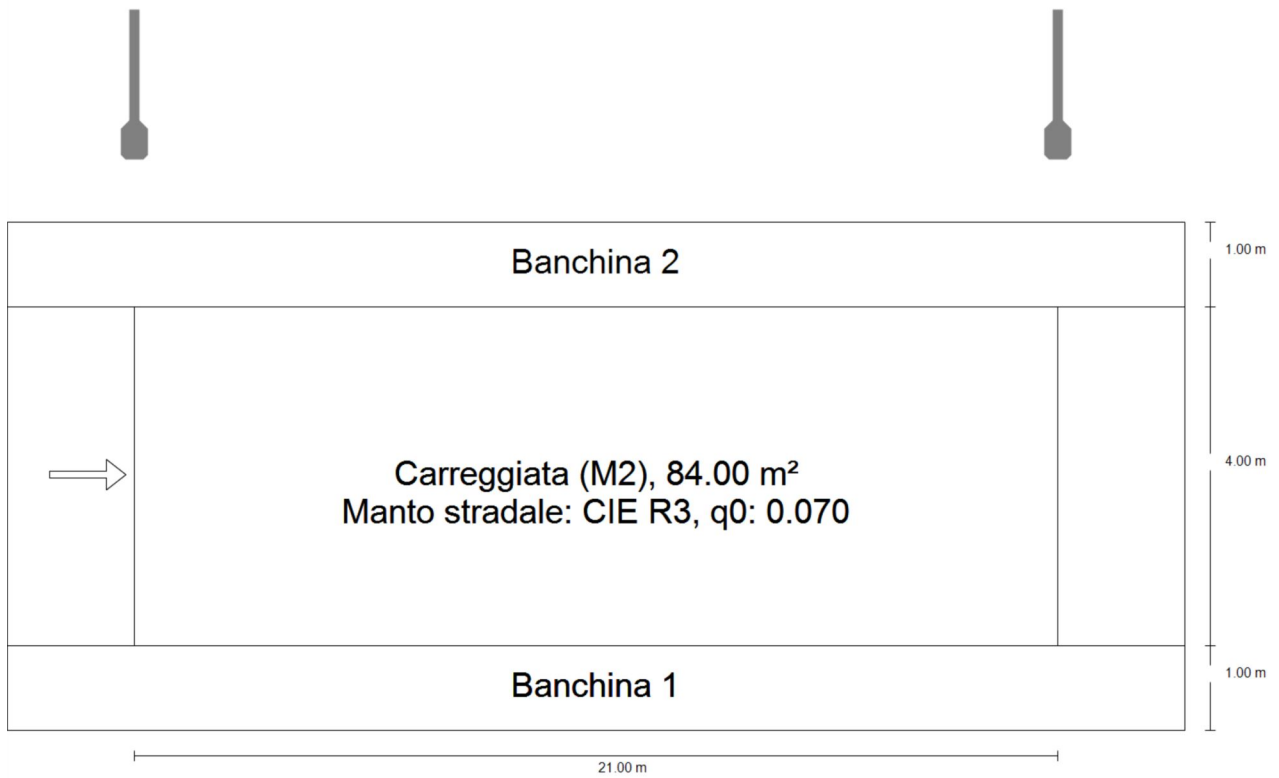 Banchina 2
1.00 m
Carreggiata (M2), 84.00 m²
Manto stradale: CIE R3, q0: 0.070
4.00 m
Banchina 1
1.00 m
21.00 m